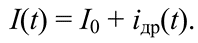 I(t) = I₀ + i_др(t).